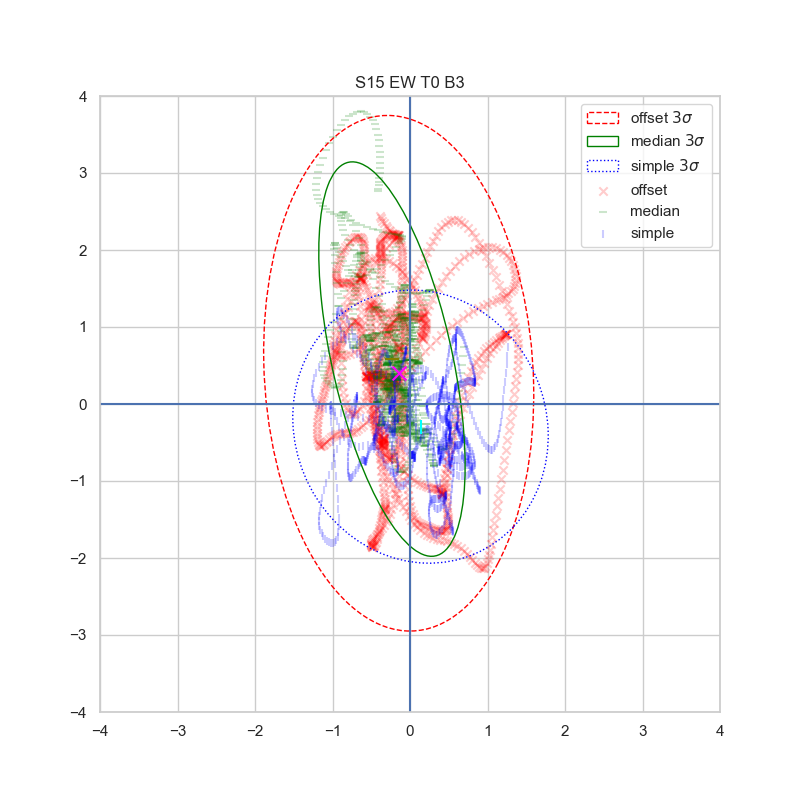 S15 EW T0 B3
offset 3σ
median 3σ
simple 3σ
offset
median
simple
4
3
2
1
0
−1
−2
−3
−4
−4 −3 −2 −1 0 1 2 3 4